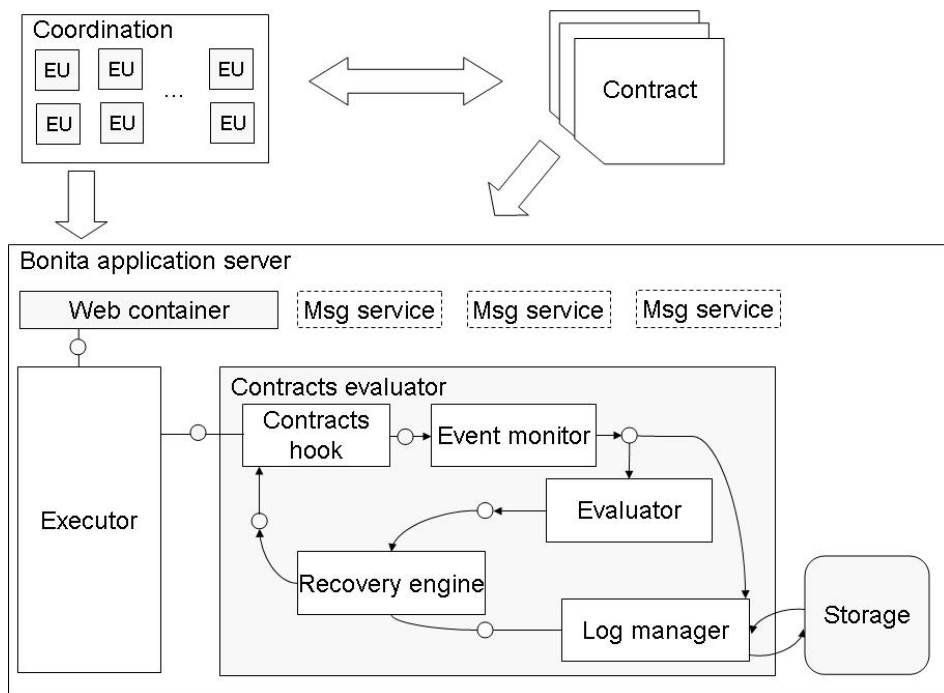 Coordination
EU EU EU
...
EU EU EU
Contract
Bonita application server
Web container
Msg service Msg service Msg service
Contracts evaluator
Contracts
hook
Event monitor
Executor
Evaluator
Recovery engine
Log manager
Storage